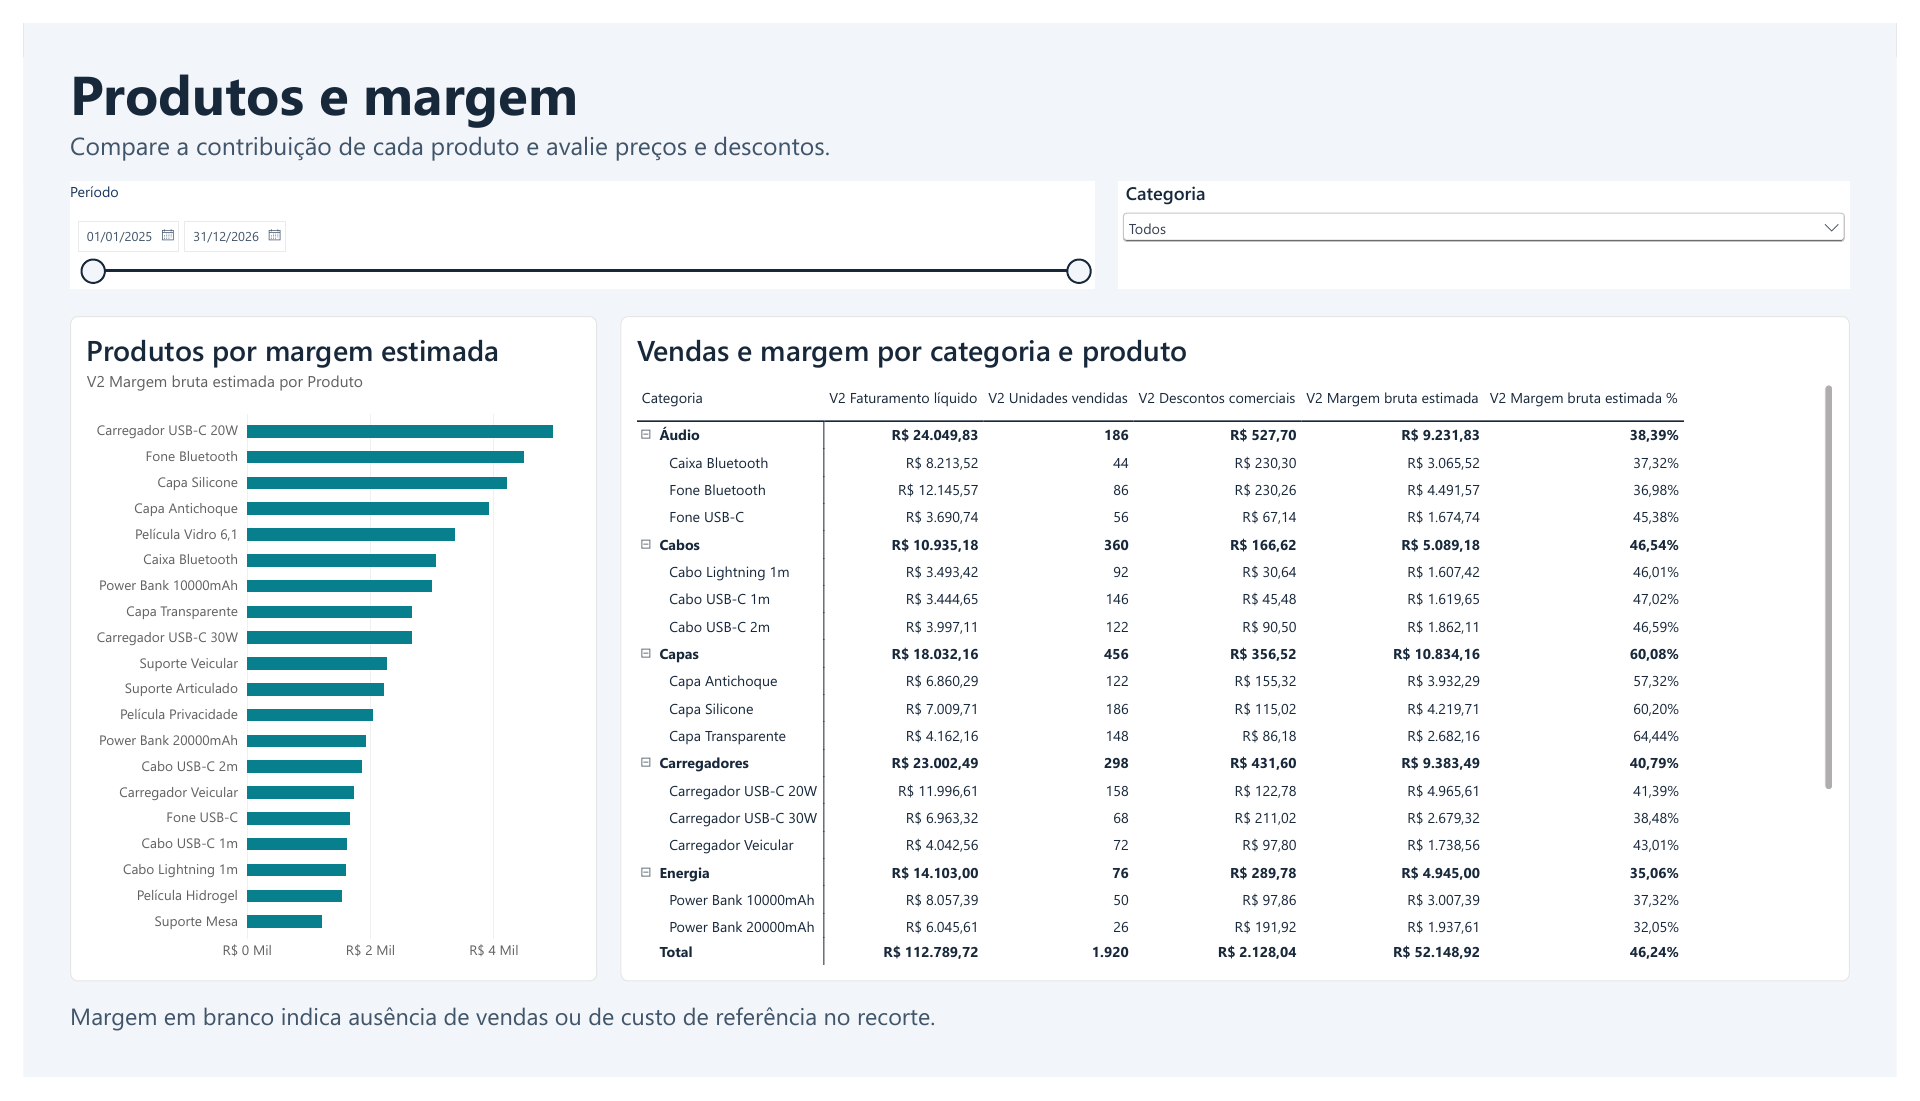 Produtos e margem
Compare a contribuição de cada produto e avalie preços e descontos.
Período
01/01/2025 31/12/2026
Categoria
Todos
Produtos por margem estimada
V2 Margem bruta estimada por Produto
Carregador USB-C 20W
Fone Bluetooth
Capa Silicone
Capa Antichoque
Película Vidro 6,1
Caixa Bluetooth
Power Bank 10000mAh
Capa Transparente
Carregador USB-C 30W
Suporte Veicular
Suporte Articulado
Película Privacidade
Power Bank 20000mAh
Cabo USB-C 2m
Carregador Veicular
Fone USB-C
Cabo USB-C 1m
Cabo Lightning 1m
Película Hidrogel
Suporte Mesa
R$ 0 Mil R$ 2 Mil R$ 4 Mil
Vendas e margem por categoria e produto
Categoria V2 Faturamento líquido V2 Unidades vendidas V2 Descontos comerciais V2 Margem bruta estimada V2 Margem bruta estimada %
Áudio R$ 24.049,83 186 R$ 527,70 R$ 9.231,83 38,39%
Caixa Bluetooth R$ 8.213,52 44 R$ 230,30 R$ 3.065,52 37,32%
Fone Bluetooth R$ 12.145,57 86 R$ 230,26 R$ 4.491,57 36,98%
Fone USB-C R$ 3.690,74 56 R$ 67,14 R$ 1.674,74 45,38%
Cabos R$ 10.935,18 360 R$ 166,62 R$ 5.089,18 46,54%
Cabo Lightning 1m R$ 3.493,42 92 R$ 30,64 R$ 1.607,42 46,01%
Cabo USB-C 1m R$ 3.444,65 146 R$ 45,48 R$ 1.619,65 47,02%
Cabo USB-C 2m R$ 3.997,11 122 R$ 90,50 R$ 1.862,11 46,59%
Capas R$ 18.032,16 456 R$ 356,52 R$ 10.834,16 60,08%
Capa Antichoque R$ 6.860,29 122 R$ 155,32 R$ 3.932,29 57,32%
Capa Silicone R$ 7.009,71 186 R$ 115,02 R$ 4.219,71 60,20%
Capa Transparente R$ 4.162,16 148 R$ 86,18 R$ 2.682,16 64,44%
Carregadores R$ 23.002,49 298 R$ 431,60 R$ 9.383,49 40,79%
Carregador USB-C 20W R$ 11.996,61 158 R$ 122,78 R$ 4.965,61 41,39%
Carregador USB-C 30W R$ 6.963,32 68 R$ 211,02 R$ 2.679,32 38,48%
Carregador Veicular R$ 4.042,56 72 R$ 97,80 R$ 1.738,56 43,01%
Energia R$ 14.103,00 76 R$ 289,78 R$ 4.945,00 35,06%
Power Bank 10000mAh R$ 8.057,39 50 R$ 97,86 R$ 3.007,39 37,32%
Power Bank 20000mAh R$ 6.045,61 26 R$ 191,92 R$ 1.937,61 32,05%
Total R$ 112.789,72 1.920 R$ 2.128,04 R$ 52.148,92 46,24%
Margem em branco indica ausência de vendas ou de custo de referência no recorte.